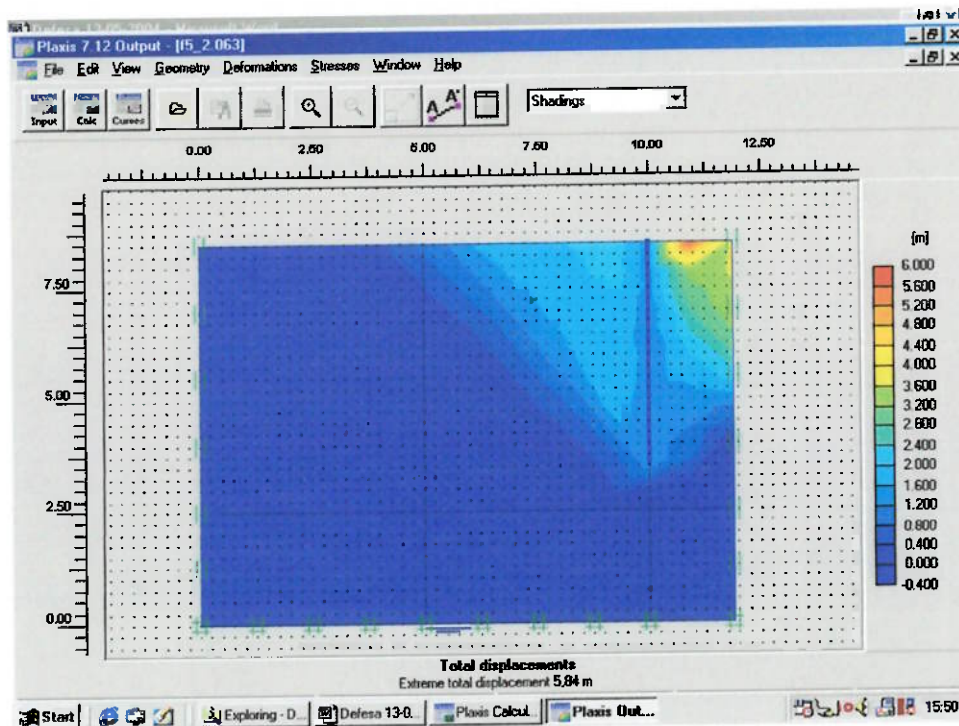 Plaxis 7.12 Output - [f5_2.063]
File Edit View Geometry Deformations Stresses Window Help
Input Calc Curves Shadings
0.00 2.50 5.00 7.50 10.00 12.50
[m]
6.000
5.600
5.200
4.800
4.400
4.000
3.600
3.200
2.800
2.400
2.000
1.600
1.200
0.800
0.400
0.000
-0.400
7.50
5.00
2.50
0.00
Total displacements
Extreme total displacement 5,84 m
Start Exploring - D... Defesa 13-0... Plaxis Calcul... Plaxis Out... 15:50